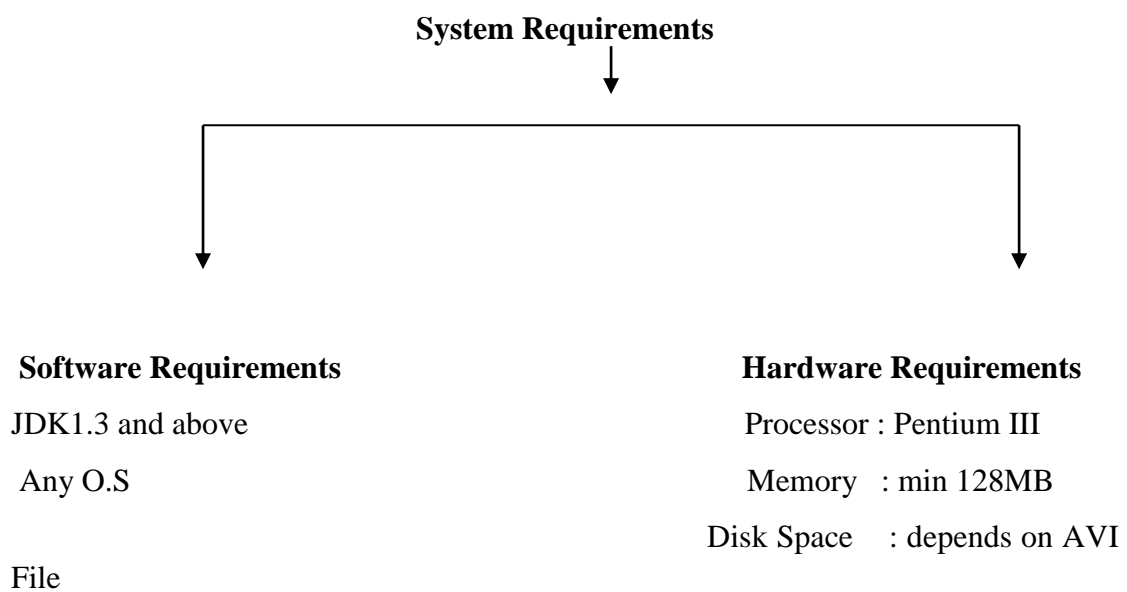 System Requirements
Software Requirements
Hardware Requirements
JDK1.3 and above
Processor : Pentium III
Any O.S
Memory : min 128MB
Disk Space : depends on AVI
File